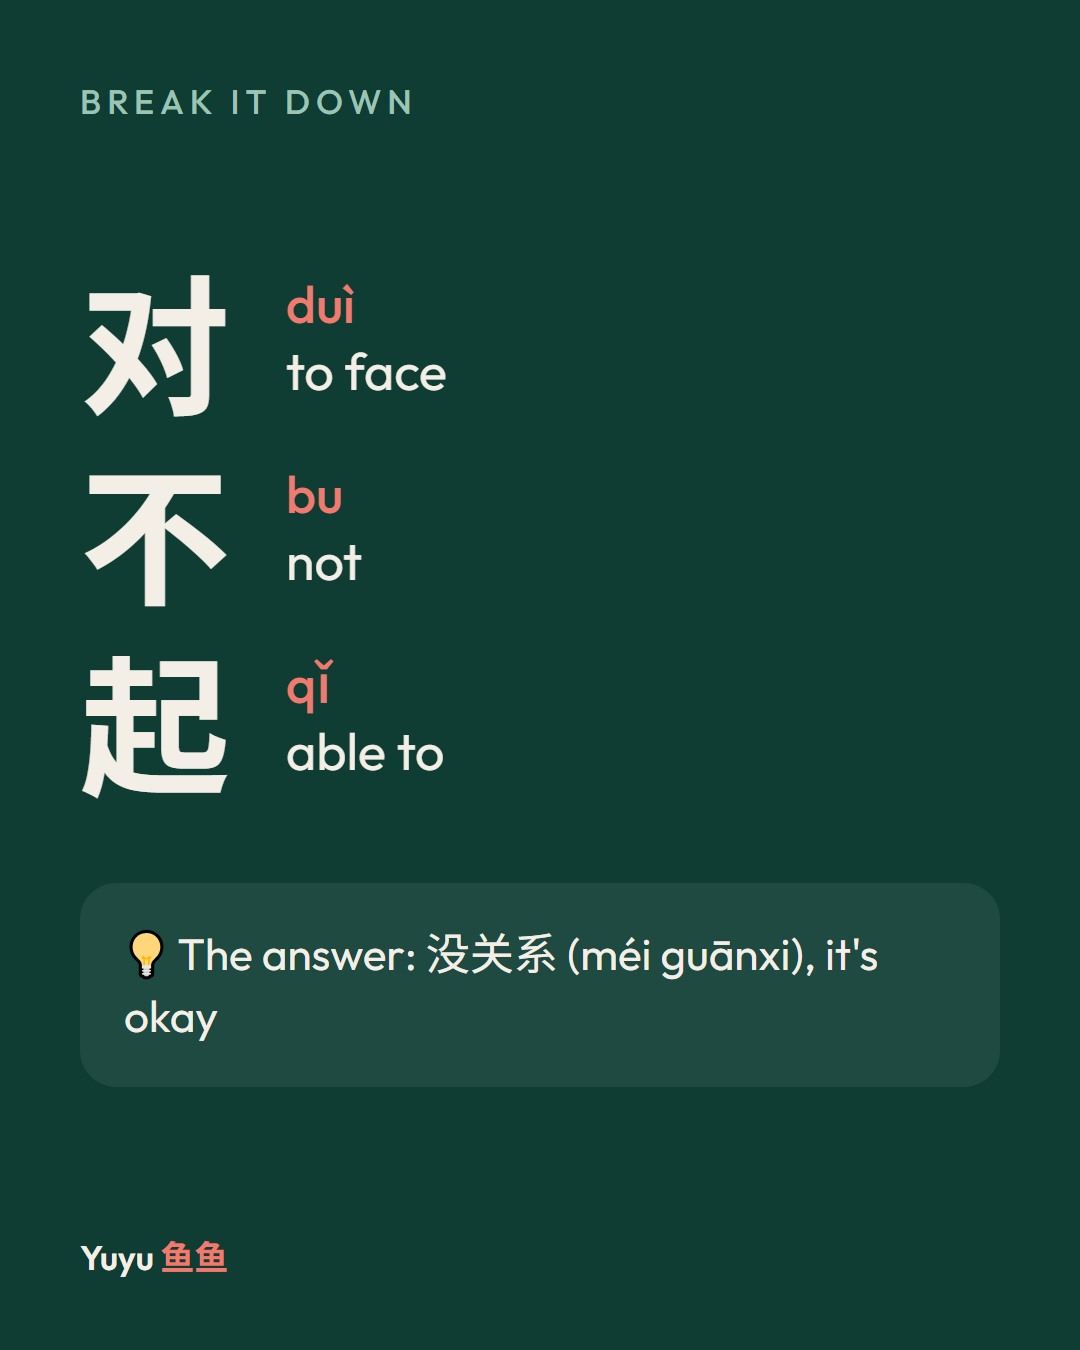 BREAK IT DOWN
对
duì
to face
不
bu
not
起
qǐ
able to
💡 The answer: 没关系 (méi guānxi), it's
okay
Yuyu 鱼鱼